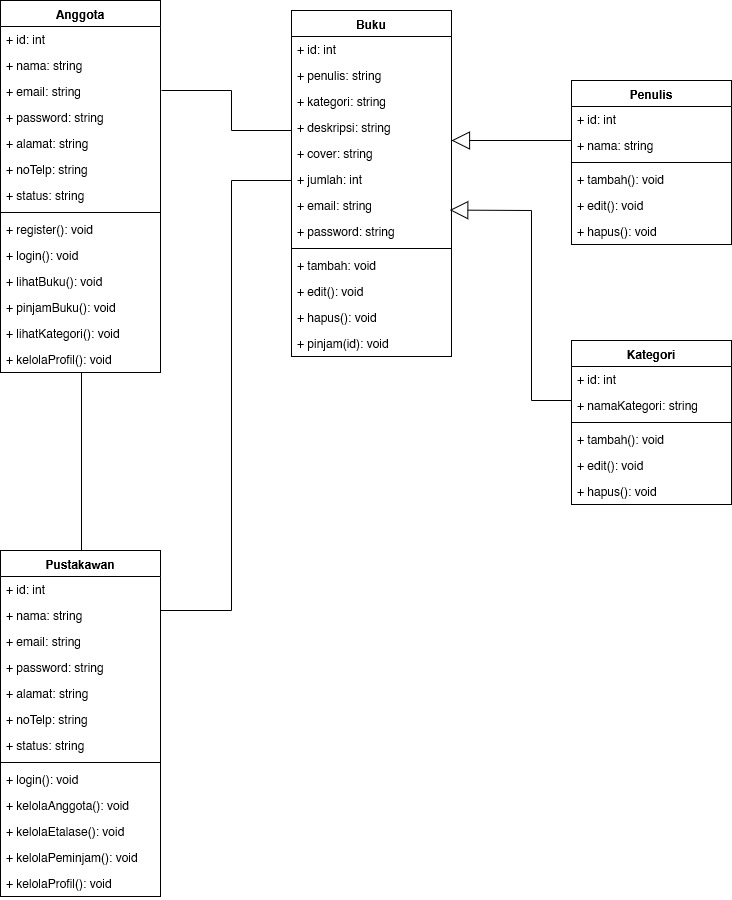 Anggota
+ id: int
+ nama: string
+ email: string
+ password: string
+ alamat: string
+ noTelp: string
+ status: string
+ register(): void
+ login(): void
+ lihatBuku(): void
+ pinjamBuku(): void
+ lihatKategori(): void
+ kelolaProfil(): void
Buku
+ id: int
+ penulis: string
+ kategori: string
+ deskripsi: string
+ cover: string
+ jumlah: int
+ email: string
+ password: string
+ tambah: void
+ edit(): void
+ hapus(): void
+ pinjam(id): void
Penulis
+ id: int
+ nama: string
+ tambah(): void
+ edit(): void
+ hapus(): void
Kategori
+ id: int
+ namaKategori: string
+ tambah(): void
+ edit(): void
+ hapus(): void
Pustakawan
+ id: int
+ nama: string
+ email: string
+ password: string
+ alamat: string
+ noTelp: string
+ status: string
+ login(): void
+ kelolaAnggota(): void
+ kelolaEtalase(): void
+ kelolaPeminjam(): void
+ kelolaProfil(): void